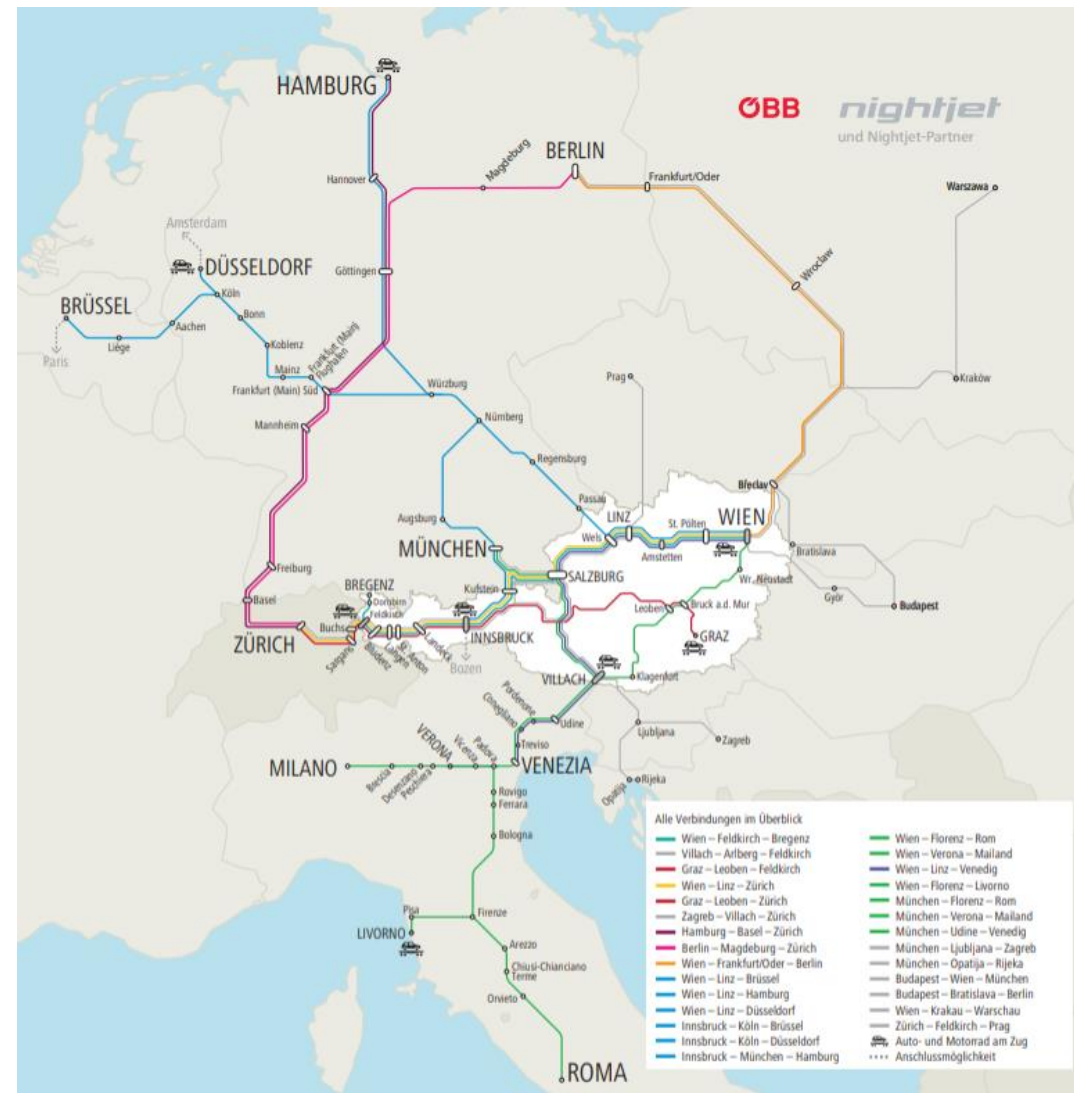 HAMBURG
ÖBB nightjet
und Nightjet-Partner
BERLIN
Magdeburg
Frankfurt/Oder
Hannover
Warszawa
Amsterdam
DÜSSELDORF
Göttingen
Wroclaw
BRÜSSEL
Köln
Bonn
Aachen
Liége
Paris
Koblenz
Mainz
Frankfurt (Main)
Flughafen
Frankfurt (Main) Süd
Würzburg
Prag
Kraków
Mannheim
Nürnberg
Regensburg
Břeclav
Passau
Augsburg
LINZ
St. Pölten
WIEN
MÜNCHEN
Wels
Amstetten
Bratislava
Freiburg
Kufstein
SALZBURG
Wr. Neustadt
BREGENZ
Dornbirn
Feldkirch
Győr
Budapest
Basel
Leoben
Bruck a.d. Mur
Buchs
ZÜRICH
INNSBRUCK
GRAZ
Sargans
Bludenz
Langen
St. Anton
Landeck
Bozen
VILLACH
Klagenfurt
Pordenone
Conegliano
Udine
Ljubljana
Zagreb
Treviso
VERONA
Vicenza
Padova
MILANO
VENEZIA
Brescia
Desenzano
Peschiera
Opatija
Rijeka
Rovigo
Ferrara
Bologna
Pisa
Firenze
LIVORNO
Arezzo
Chiusi-Chianciano
Terme
Orvieto
ROMA
Alle Verbindungen im Überblick
Wien – Feldkirch – Bregenz
Villach – Arlberg – Feldkirch
Graz – Leoben – Feldkirch
Wien – Linz – Zürich
Graz – Leoben – Zürich
Zagreb – Villach – Zürich
Hamburg – Basel – Zürich
Berlin – Magdeburg – Zürich
Wien – Frankfurt/Oder – Berlin
Wien – Linz – Brüssel
Wien – Linz – Hamburg
Wien – Linz – Düsseldorf
Innsbruck – Köln – Brüssel
Innsbruck – Köln – Düsseldorf
Innsbruck – München – Hamburg
Wien – Florenz – Rom
Wien – Verona – Mailand
Wien – Linz – Venedig
Wien – Florenz – Livorno
München – Florenz – Rom
München – Verona – Mailand
München – Udine – Venedig
München – Ljubljana – Zagreb
München – Opatija – Rijeka
Budapest – Wien – München
Budapest – Bratislava – Berlin
Wien – Krakau – Warschau
Zürich – Feldkirch – Prag
Auto- und Motorrad am Zug
Anschlussmöglichkeit